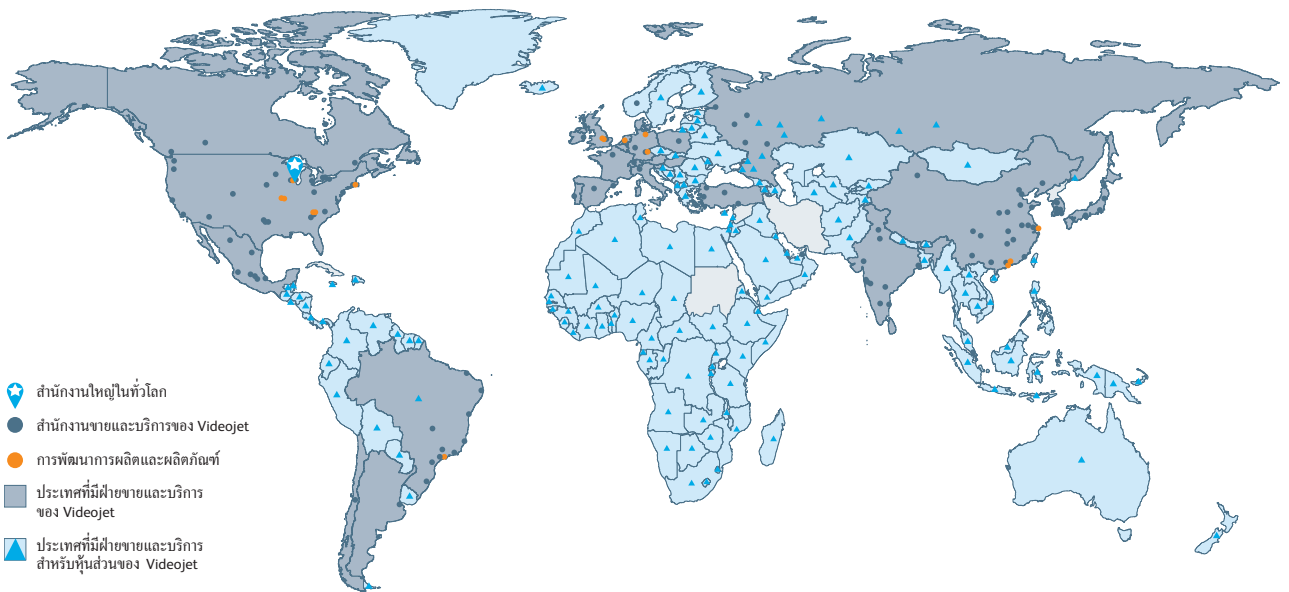 สำนักงานใหญ่ในทั่วโลก
สำนักงานขายและบริการของ Videojet
การพัฒนาการผลิตและผลิตภัณฑ์
ประเทศที่มีฝ่ายขายและบริการ
ของ Videojet
ประเทศที่มีฝ่ายขายและบริการ
สำหรับหุ้นส่วนของ Videojet